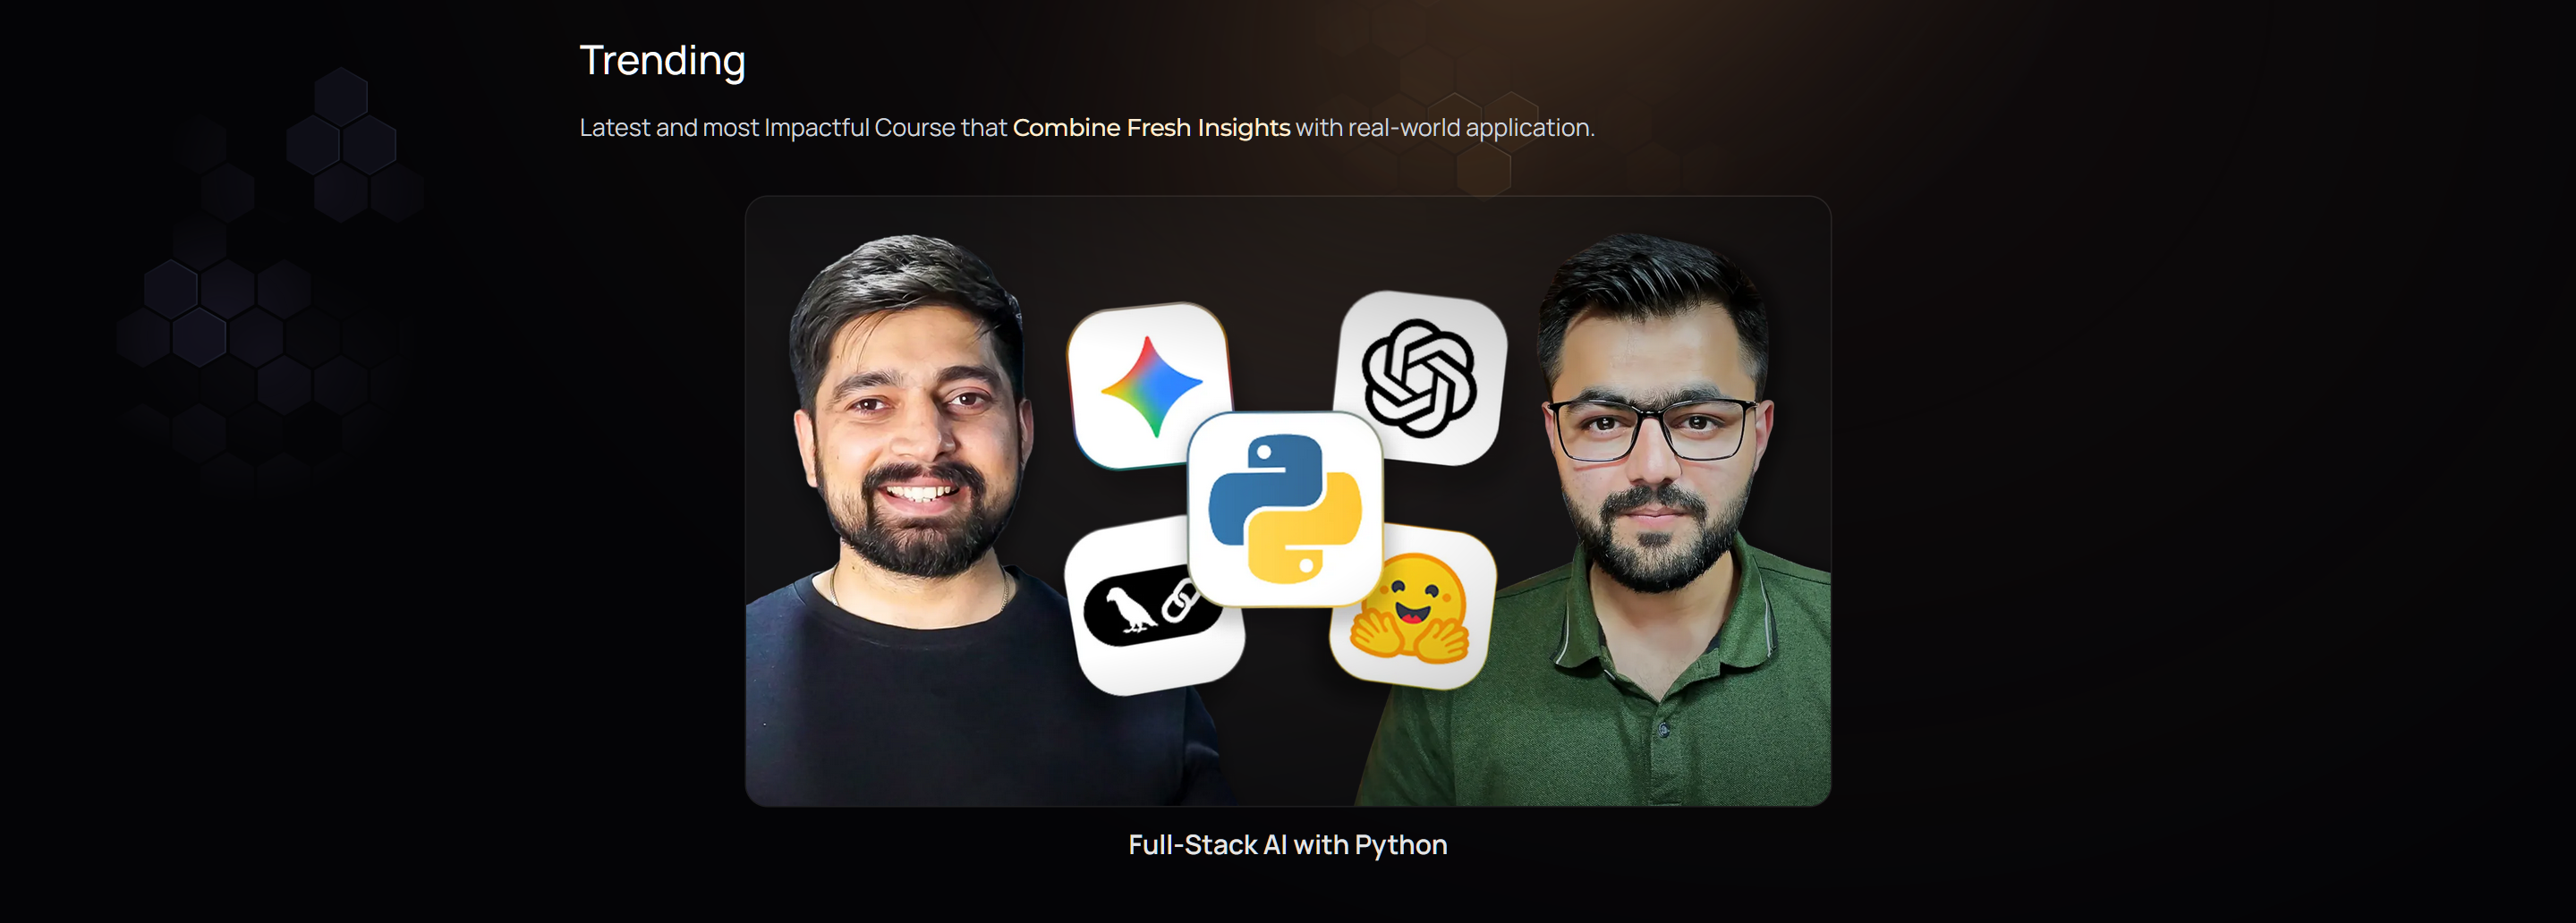 Trending
Latest and most Impactful Course that Combine Fresh Insights with real-world application.
Full-Stack AI with Python